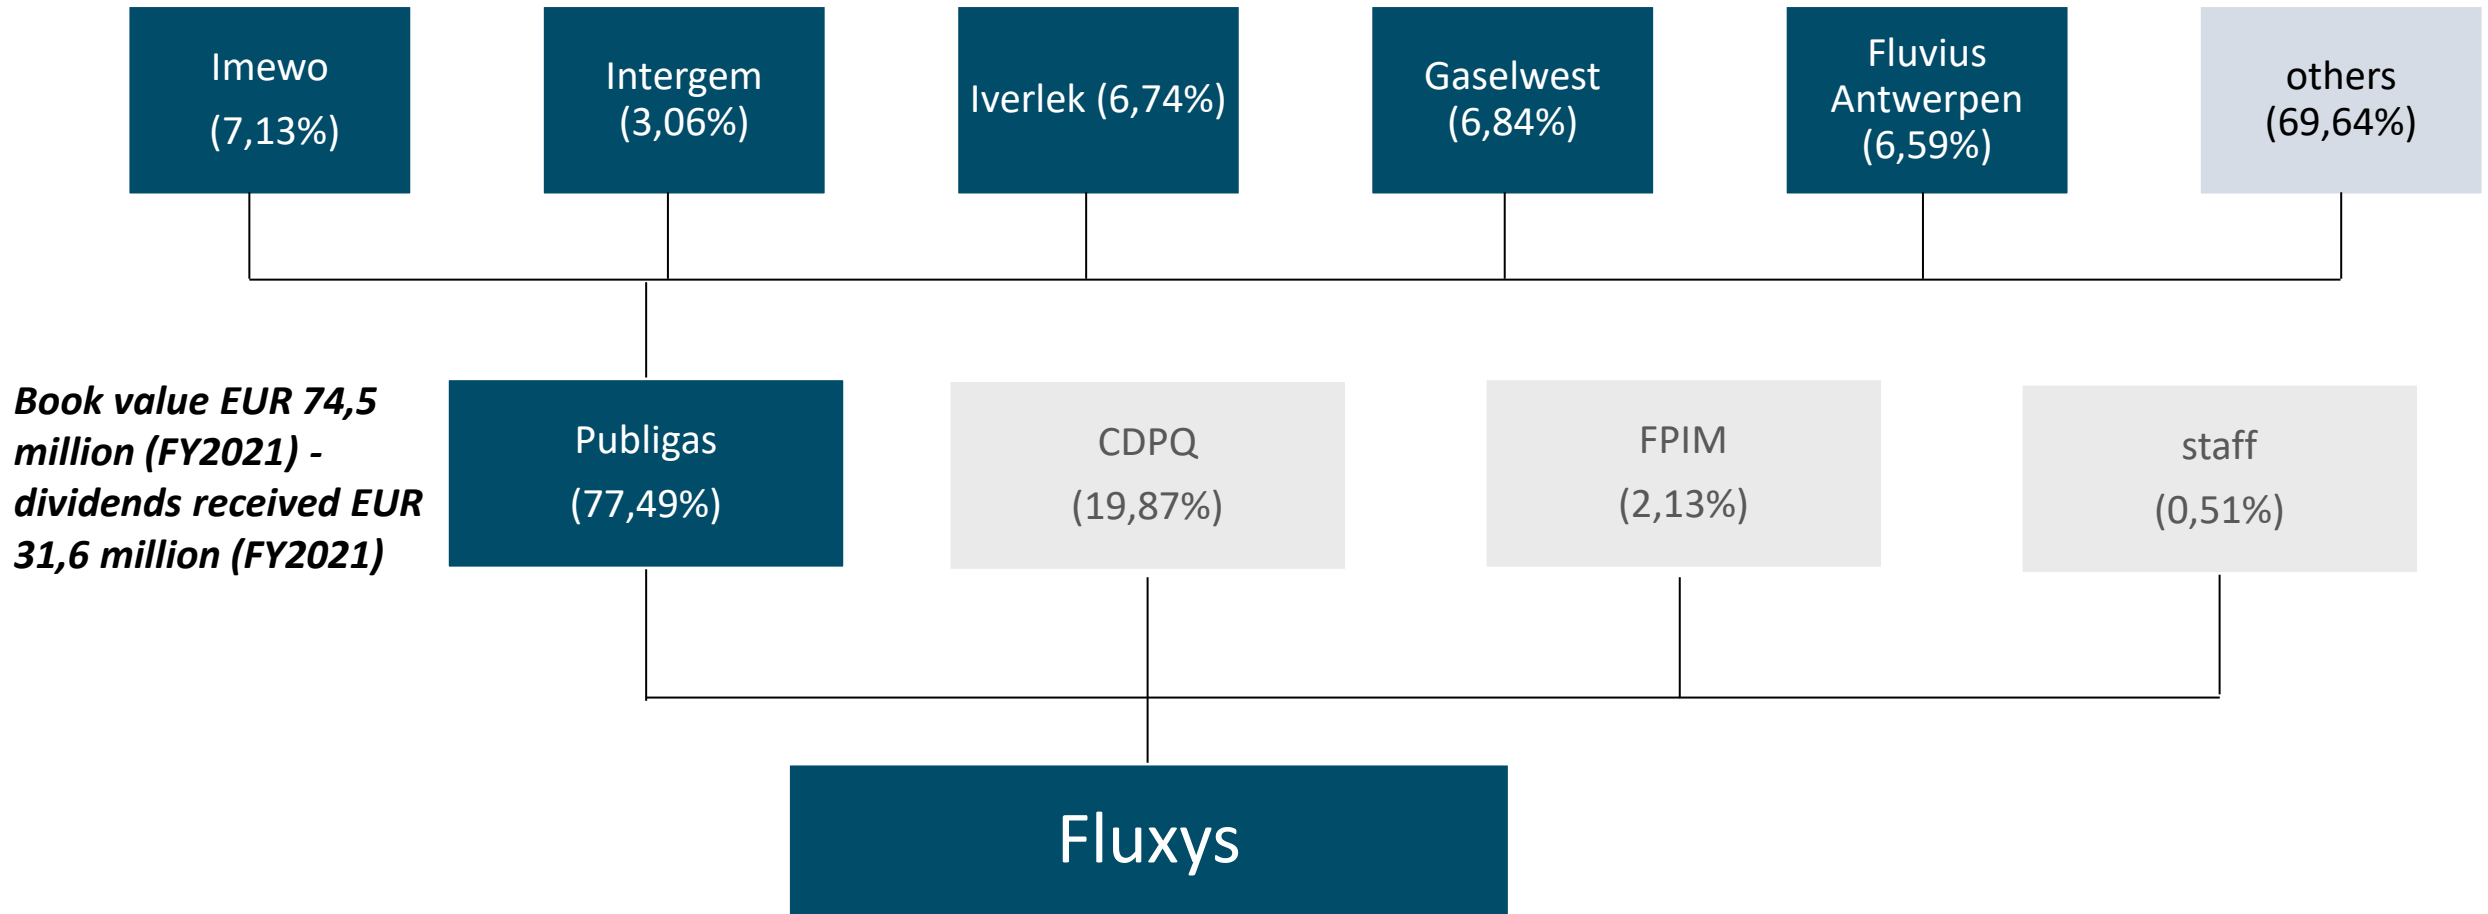 Imewo
(7,13%)
Intergem
(3,06%)
Iverlek (6,74%)
Gaselwest
(6,84%)
Fluvius
Antwerpen
(6,59%)
others
(69,64%)
Book value EUR 74,5
million (FY2021) -
dividends received EUR
31,6 million (FY2021)
Publigas
(77,49%)
CDPQ
(19,87%)
FPIM
(2,13%)
staff
(0,51%)
Fluxys